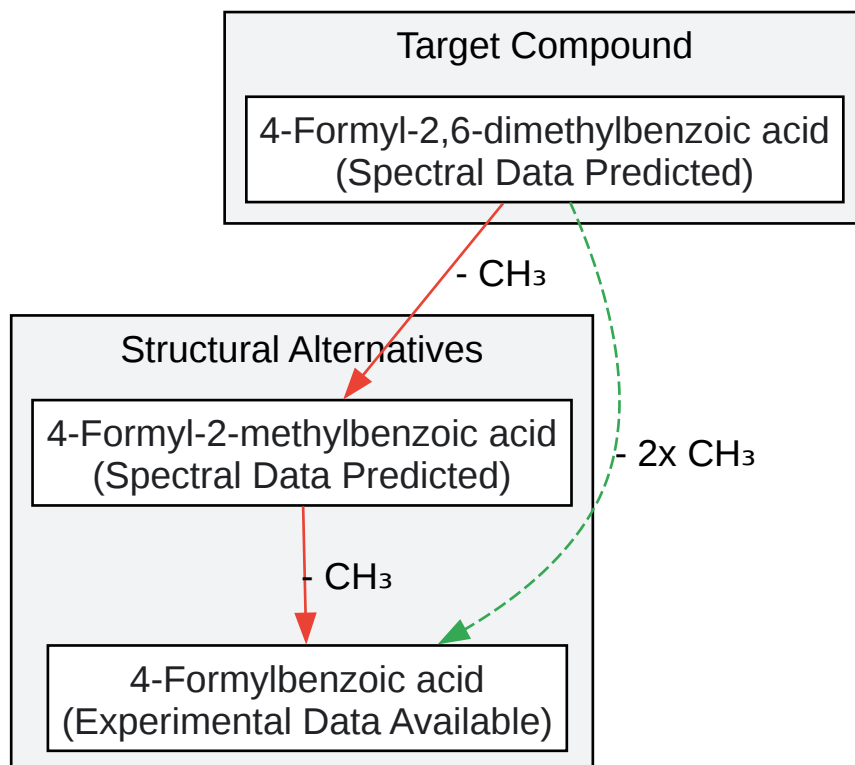 Target Compound
4-Formyl-2,6-dimethylbenzoic acid
(Spectral Data Predicted)
- CH₃
Structural Alternatives
4-Formyl-2-methylbenzoic acid
(Spectral Data Predicted)
- 2x CH₃
- CH₃
4-Formylbenzoic acid
(Experimental Data Available)